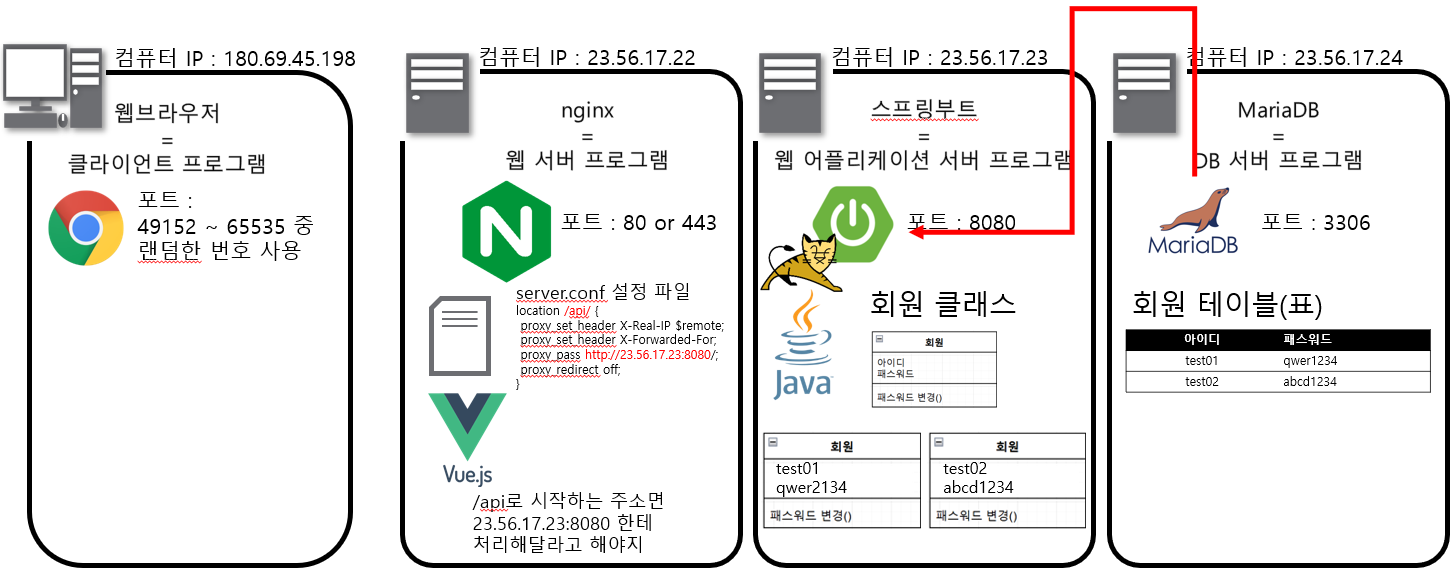 컴퓨터 IP : 180.69.45.198
웹브라우저
=
클라이언트 프로그램
포트 :
49152 ~ 65535 중
랜덤한 번호 사용
컴퓨터 IP : 23.56.17.22
nginx
=
웹 서버 프로그램
N
포트 : 80 or 443
server.conf 설정 파일
location /api/ {
proxy_set_header X-Real-IP $remote;
proxy_set_header X-Forwarded-For;
proxy_pass http://23.56.17.23:8080/;
proxy_redirect off;
}
Vue.js
/api로 시작하는 주소면
23.56.17.23:8080 한테
처리해달라고 해야지
컴퓨터 IP : 23.56.17.23
스프링부트
=
웹 어플리케이션 서버 프로그램
포트 : 8080
Java
회원 클래스
회원
아이디
패스워드
패스워드 변경()
회원
test01
qwer2134
패스워드 변경()
회원
test02
abcd1234
패스워드 변경()
컴퓨터 IP : 23.56.17.24
MariaDB
=
DB 서버 프로그램
MariaDB
포트 : 3306
회원 테이블(표)
아이디 패스워드
test01 qwer1234
test02 abcd1234